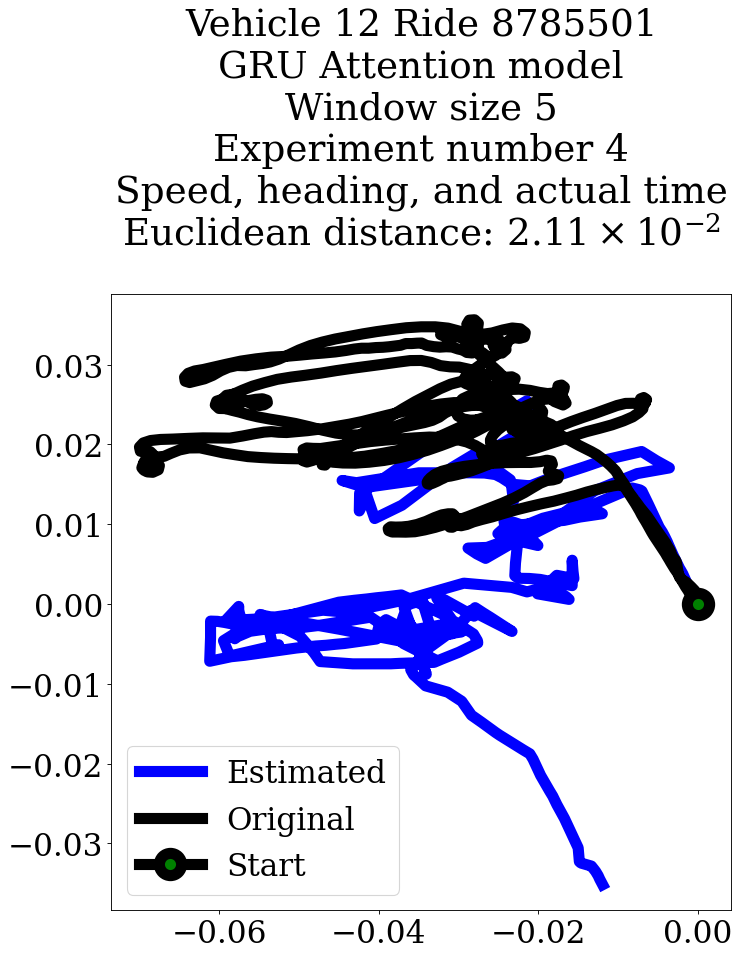 Vehicle 12 Ride 8785501
GRU Attention model
Window size 5
Experiment number 4
Speed, heading, and actual time
Euclidean distance: 2.11 × 10⁻²
0.03
0.02
0.01
0.00
−0.01
−0.02
−0.03
Estimated
Original
Start
−0.06
−0.04
−0.02
0.00